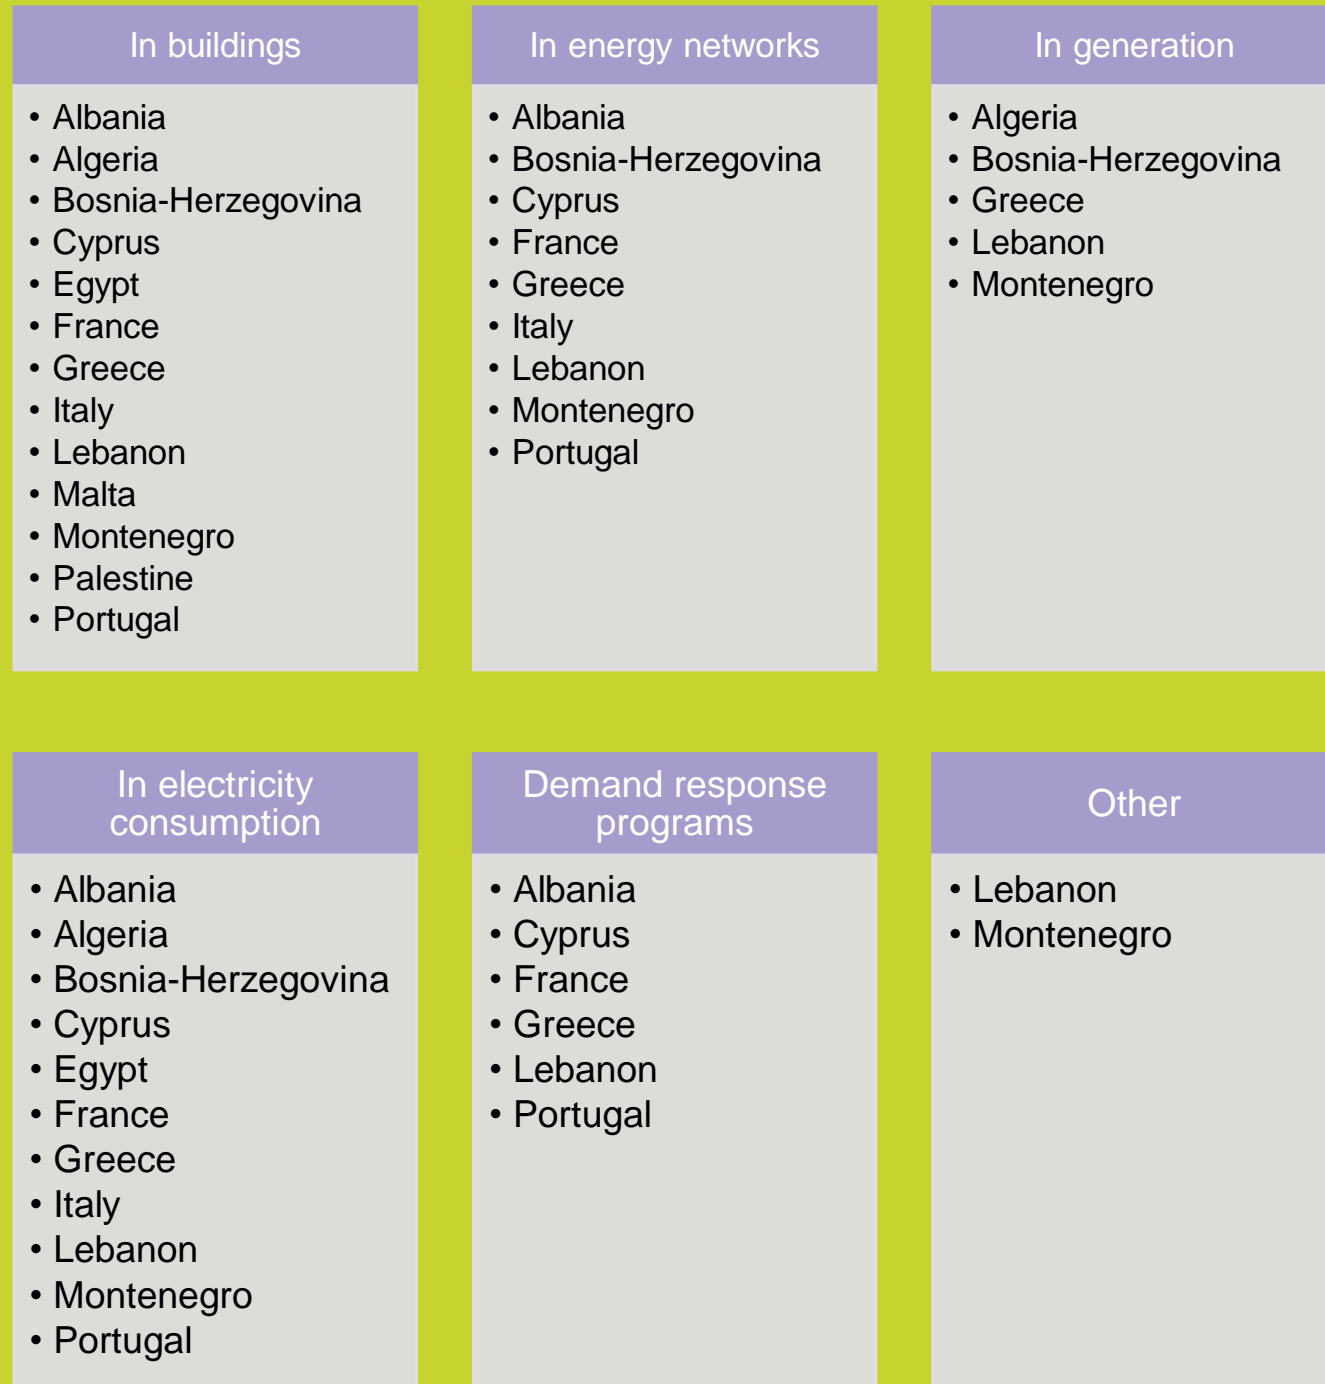 In buildings
• Albania
• Algeria
• Bosnia-Herzegovina
• Cyprus
• Egypt
• France
• Greece
• Italy
• Lebanon
• Malta
• Montenegro
• Palestine
• Portugal
In energy networks
• Albania
• Bosnia-Herzegovina
• Cyprus
• France
• Greece
• Italy
• Lebanon
• Montenegro
• Portugal
In generation
• Algeria
• Bosnia-Herzegovina
• Greece
• Lebanon
• Montenegro
In electricity
consumption
• Albania
• Algeria
• Bosnia-Herzegovina
• Cyprus
• Egypt
• France
• Greece
• Italy
• Lebanon
• Montenegro
• Portugal
Demand response
programs
• Albania
• Cyprus
• France
• Greece
• Lebanon
• Portugal
Other
• Lebanon
• Montenegro